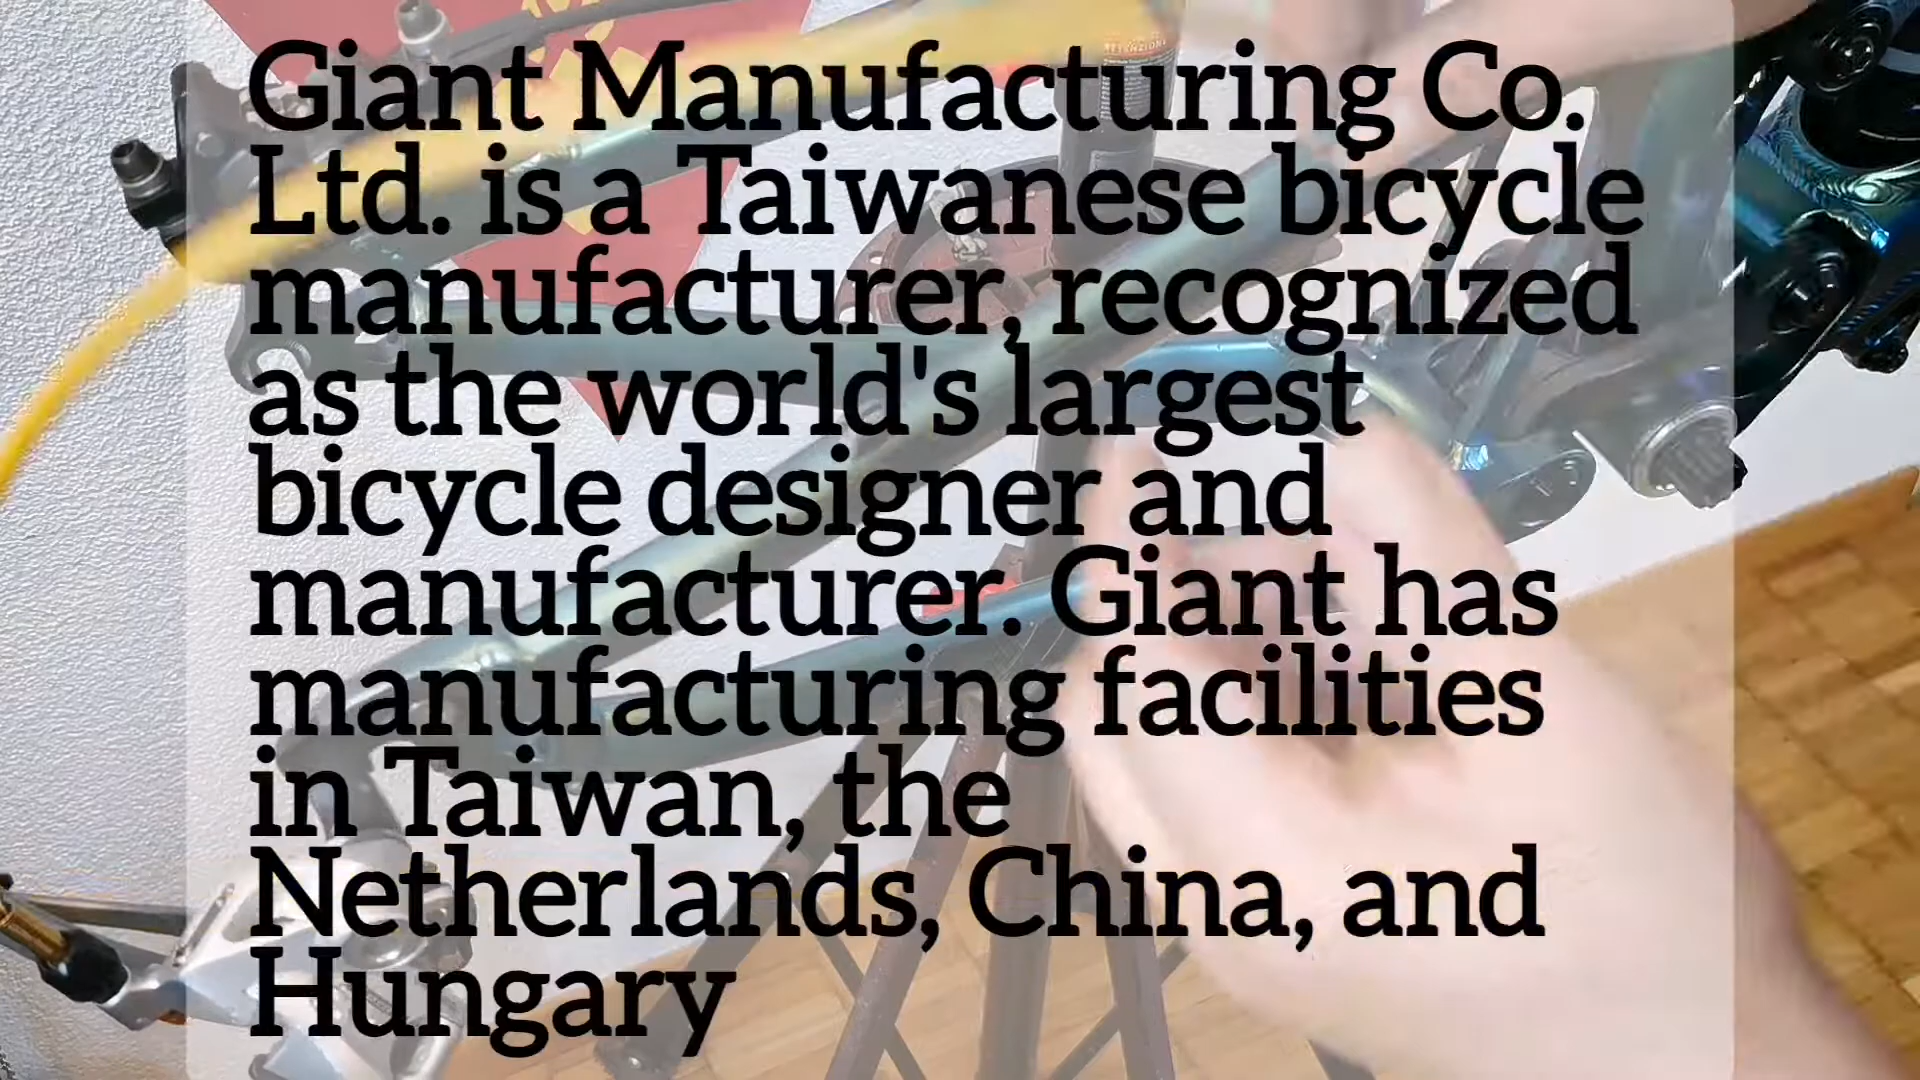 Giant Manufacturing Co.
Ltd. is a Taiwanese bicycle
manufacturer, recognized
as the world's largest
bicycle designer and
manufacturer. Giant has
manufacturing facilities
in Taiwan, the
Netherlands, China, and
Hungary